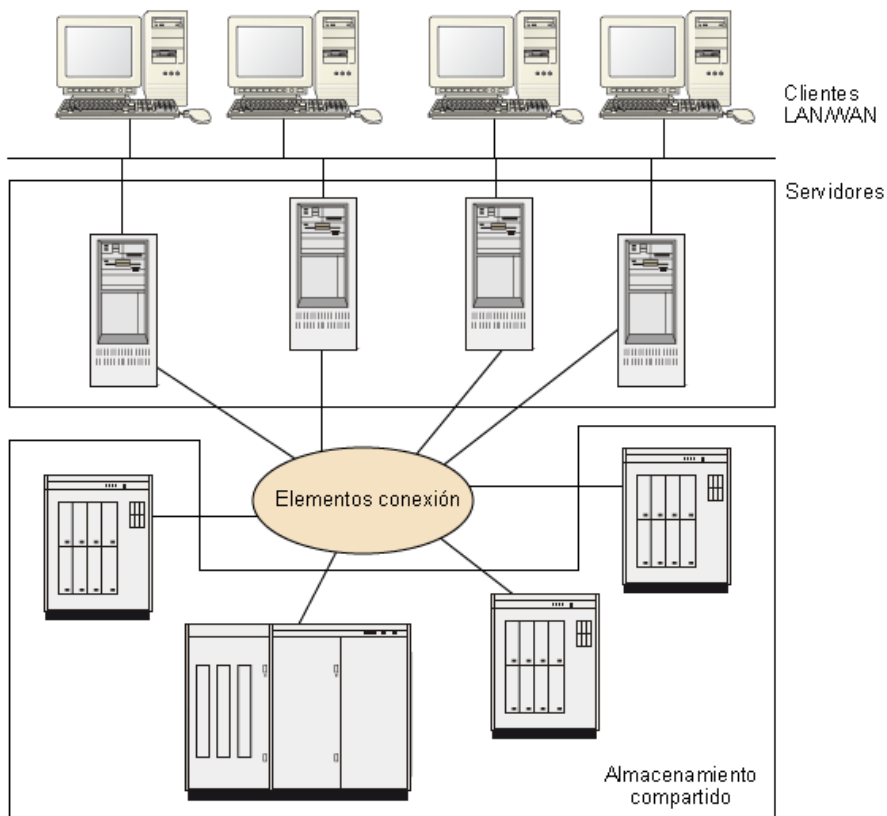 Clientes
LAN/WAN
Servidores
Elementos conexión
Almacenamiento
compartido